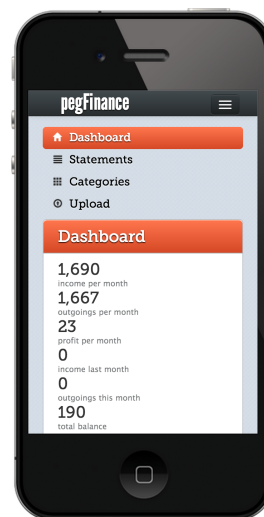 pegFinance
Dashboard
Statements
Categories
Upload
Dashboard
1,690
income per month
1,667
outgoings per month
23
profit per month
0
income last month
0
outgoings this month
190
total balance